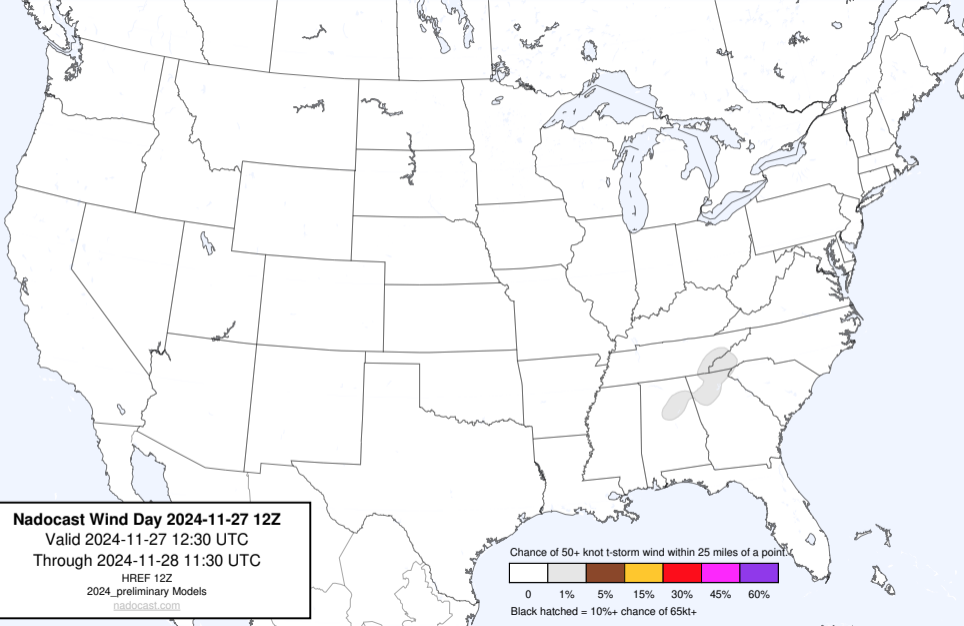 Nadocast Wind Day 2024-11-27 12Z
Valid 2024-11-27 12:30 UTC
Through 2024-11-28 11:30 UTC
HREF 12Z
2024_preliminary Models
nadocast.com
Chance of 50+ knot t-storm wind within 25 miles of a point.
0 1% 5% 15% 30% 45% 60%
Black hatched = 10%+ chance of 65kt+